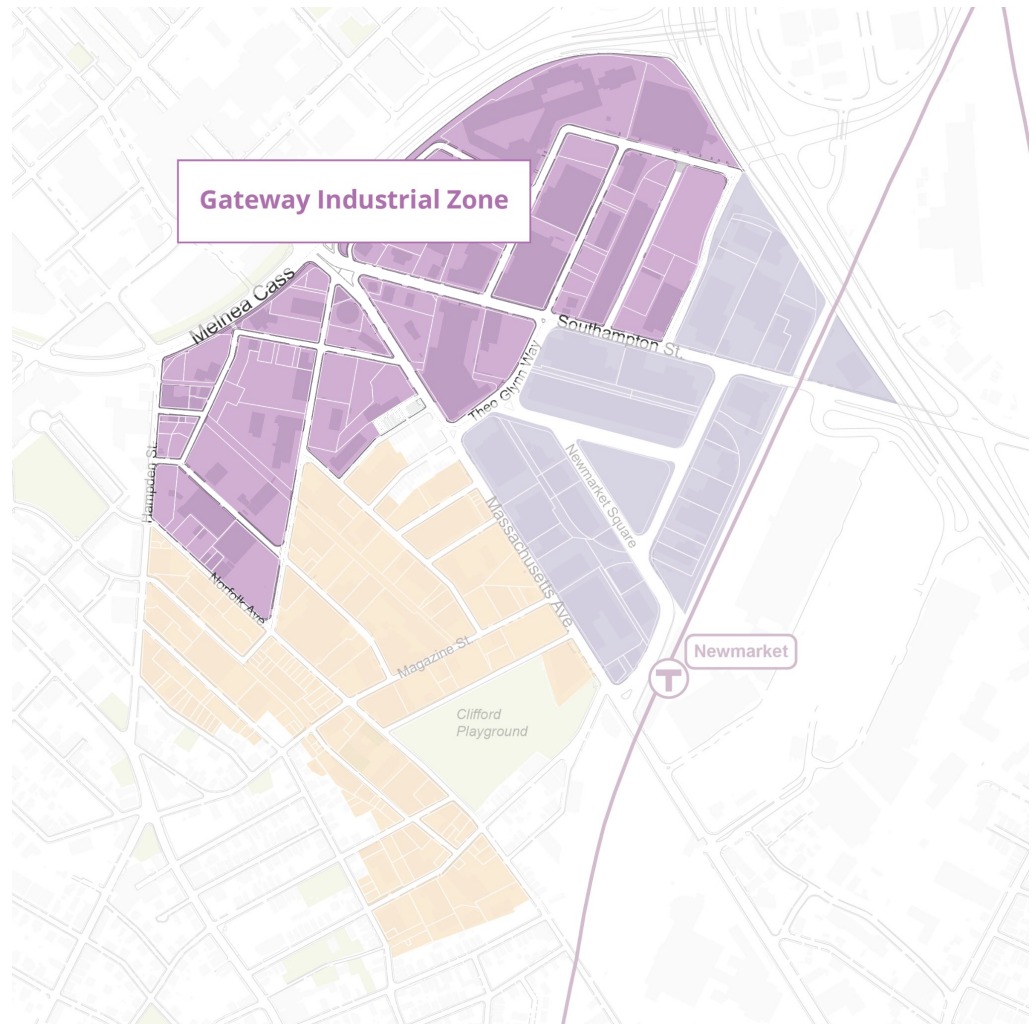 Gateway Industrial Zone
Melnea Cass
Southampton St.
Theo Glynn Way
Hampden St.
Newmarket Square
Massachusetts Ave.
Norfolk Ave.
Magazine St.
Newmarket
T
Clifford
Playground